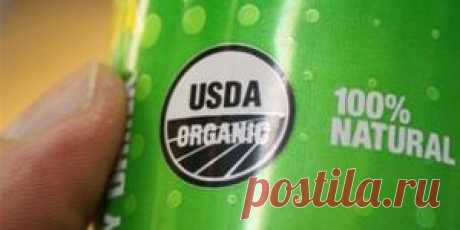 USDA
ORGANIC
100%
NATURAL
postila.ru